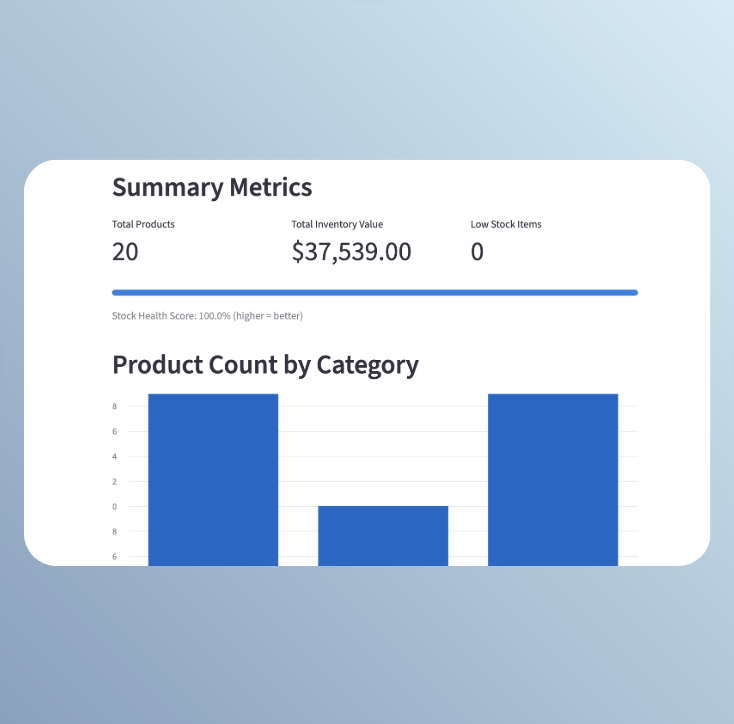 Summary Metrics
Total Products
Total Inventory Value
Low Stock Items
20
$37,539.00
0
Stock Health Score: 100.0% (higher = better)
Product Count by Category
8
6
4
2
0
8
6